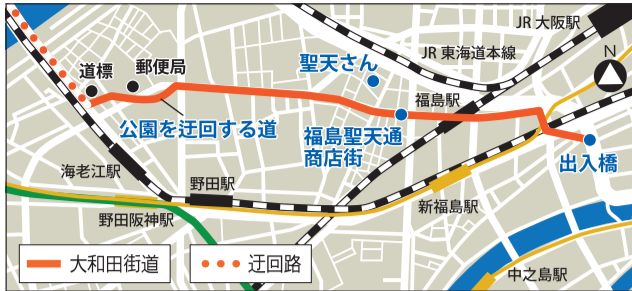 JR 大阪駅
JR 東海道本線
N
道標
郵便局
聖天さん
福島駅
公園を迂回する道
福島聖天通
商店街
出入橋
海老江駅
野田駅
新福島駅
野田阪神駅
中之島駅
大和田街道
迂回路